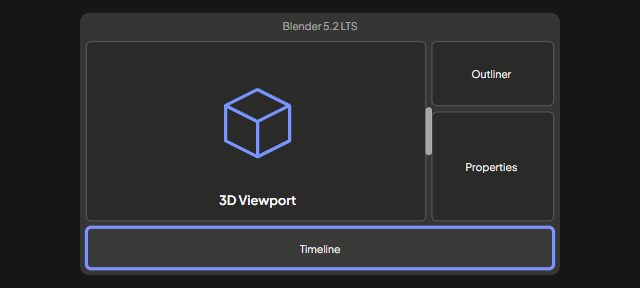 Blender 5.2 LTS
Outliner
Properties
3D Viewport
Timeline